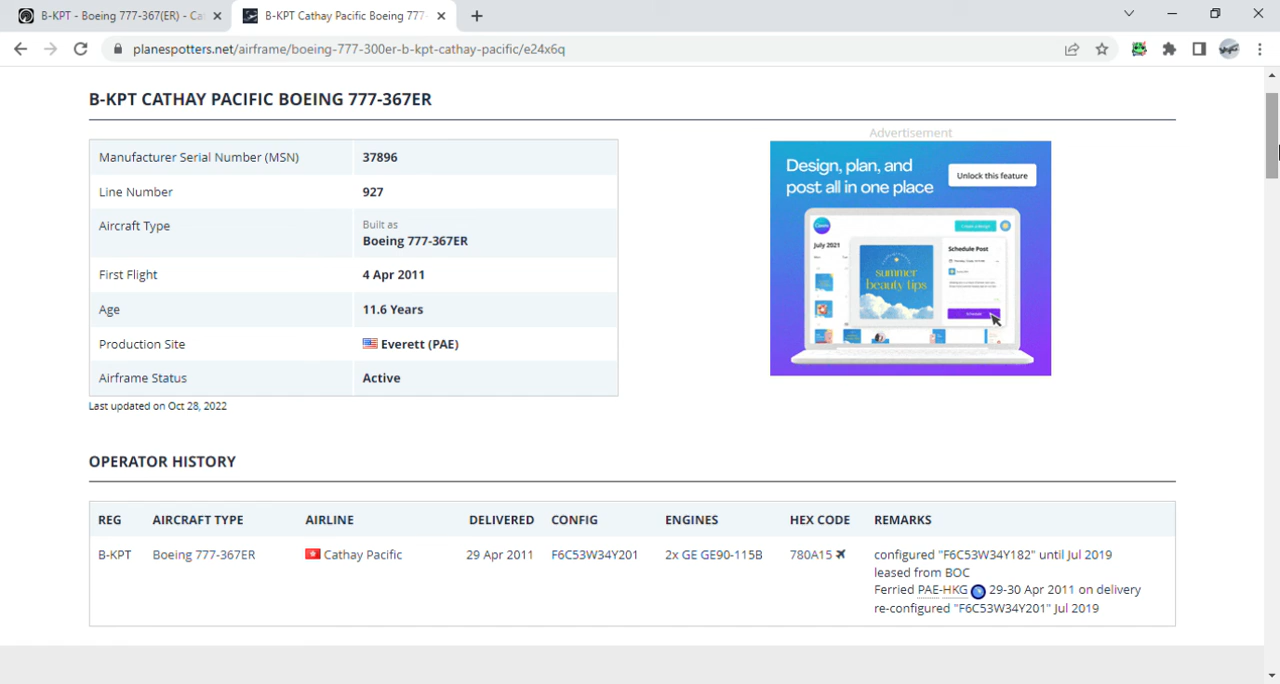 B-KPT - Boeing 777-367(ER) - Ca
B-KPT Cathay Pacific Boeing 777-
planespotters.net/airframe/boeing-777-300er-b-kpt-cathay-pacific/e24x6q
B-KPT CATHAY PACIFIC BOEING 777-367ER
Manufacturer Serial Number (MSN) 37896
Line Number 927
Aircraft Type Built as
Boeing 777-367ER
First Flight 4 Apr 2011
Age 11.6 Years
Production Site Everett (PAE)
Airframe Status Active
Last updated on Oct 28, 2022
Advertisement
Design, plan, and
post all in one place
Unlock this feature
July 2021
Schedule Post
summer
beauty tips
Schedule
OPERATOR HISTORY
REG AIRCRAFT TYPE AIRLINE DELIVERED CONFIG ENGINES HEX CODE REMARKS
B-KPT Boeing 777-367ER Cathay Pacific 29 Apr 2011 F6C53W34Y201 2x GE GE90-115B 780A15 configured "F6C53W34Y182" until Jul 2019
leased from BOC
Ferried PAE-HKG 29-30 Apr 2011 on delivery
re-configured "F6C53W34Y201" Jul 2019